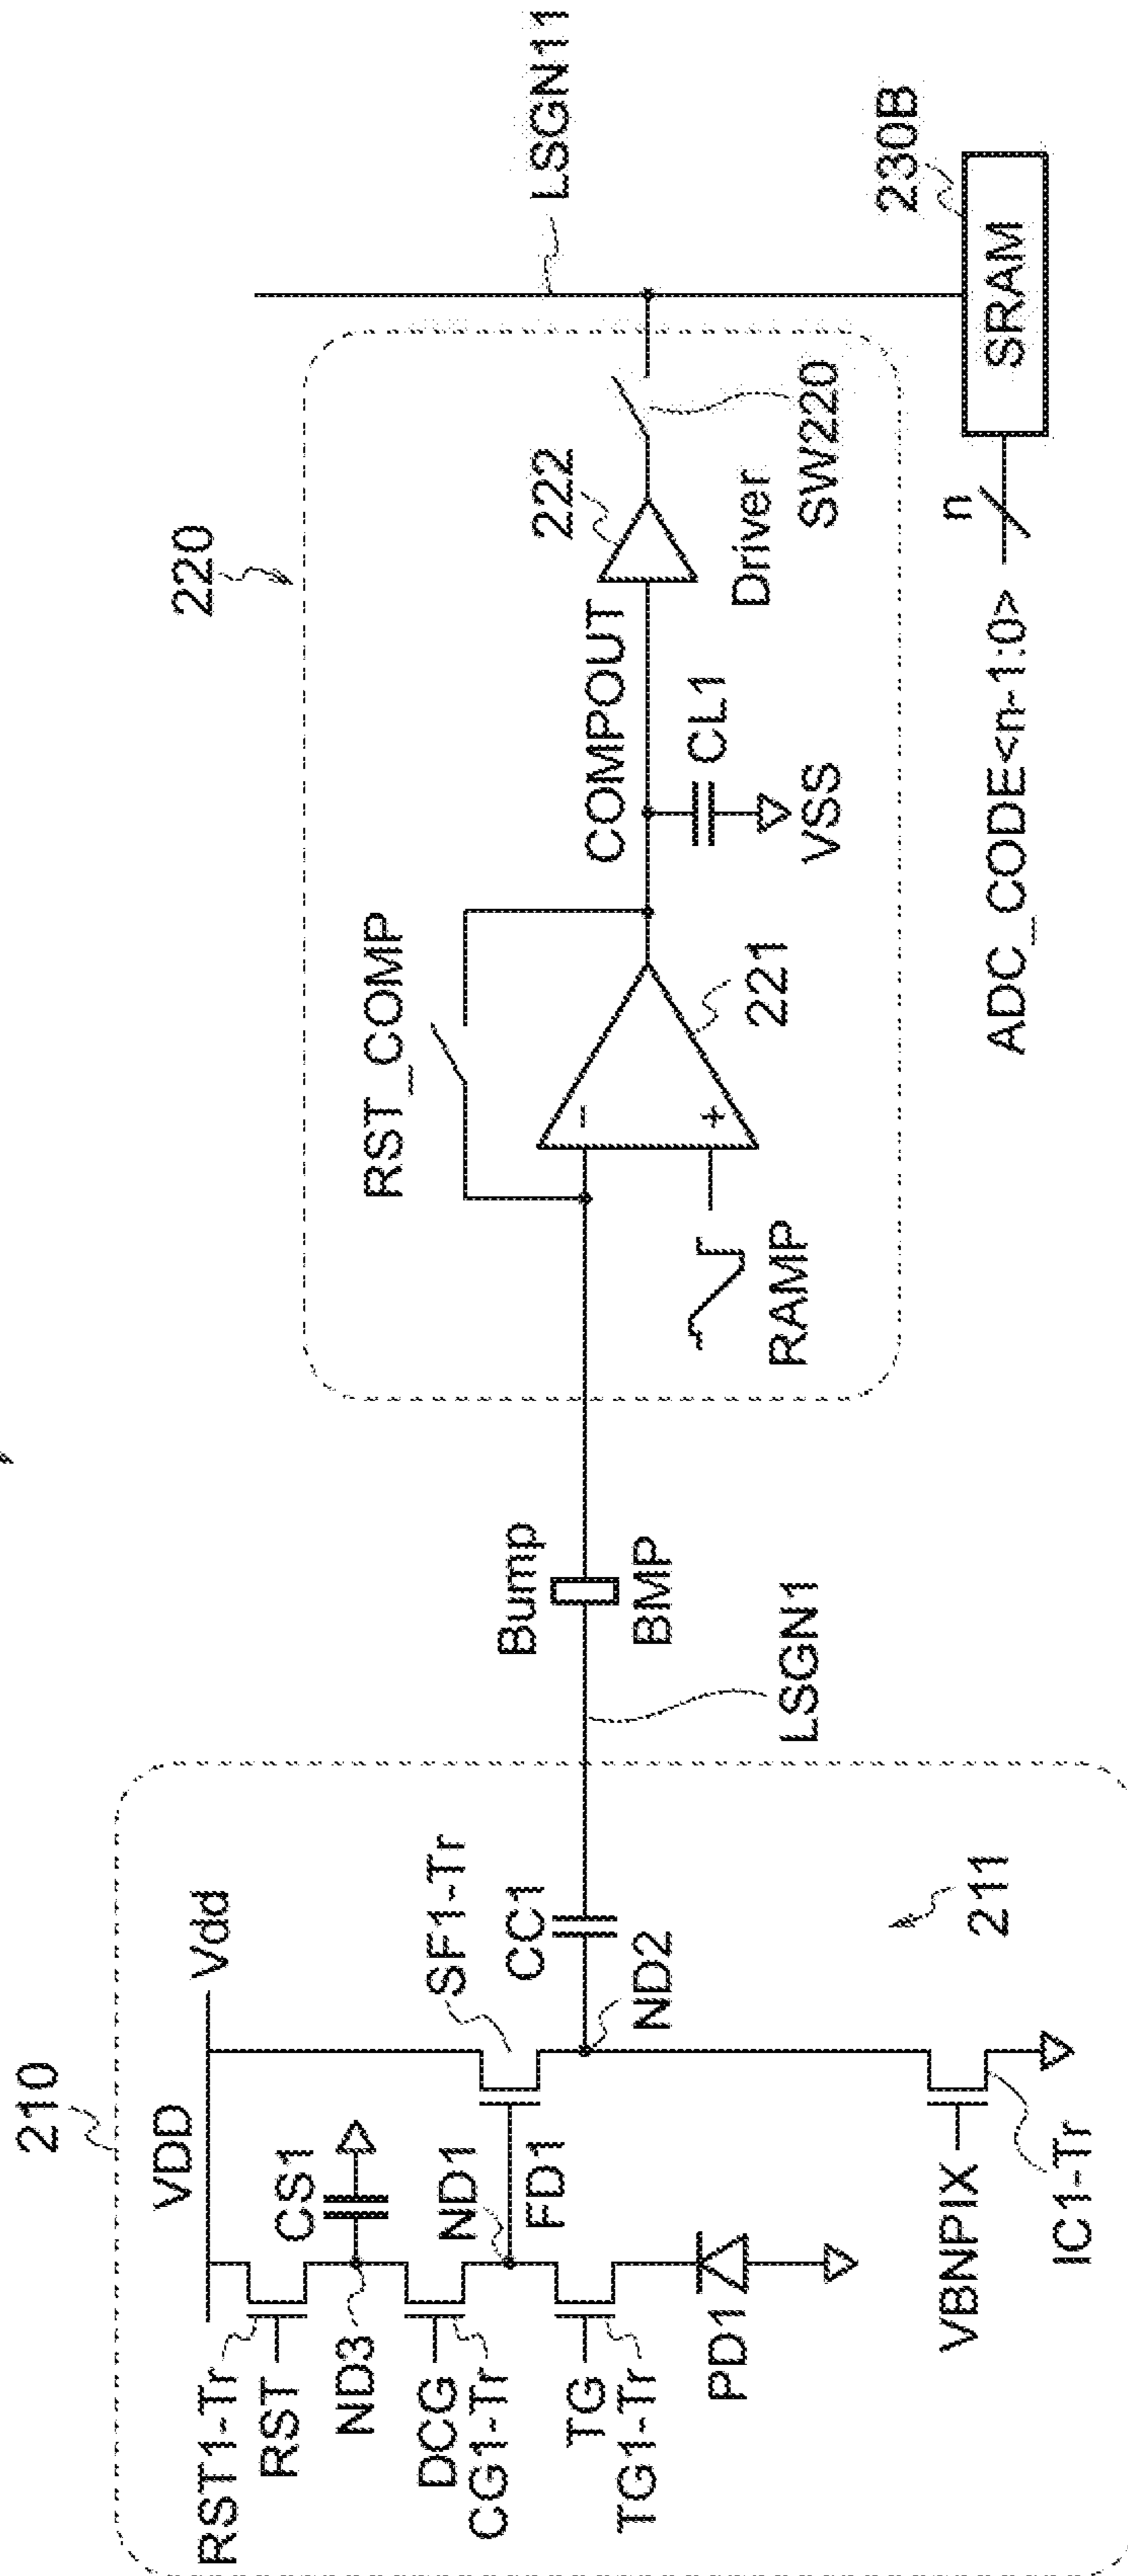 210
VDD
Vdd
RST1-Tr
RST
CS1
ND3
DCG
CG1-Tr
ND1
FD1
SF1-Tr
TG
TG1-Tr
CC1
ND2
PD1
VBNPIX
IC1-Tr
211
Bump
BMP
LSGN1
220
RST_COMP
-
+
221
RAMP
COMPOUT
CL1
VSS
222
Driver
SW220
LSGN11
230B
SRAM
n
ADC_CODE<n-1:0>